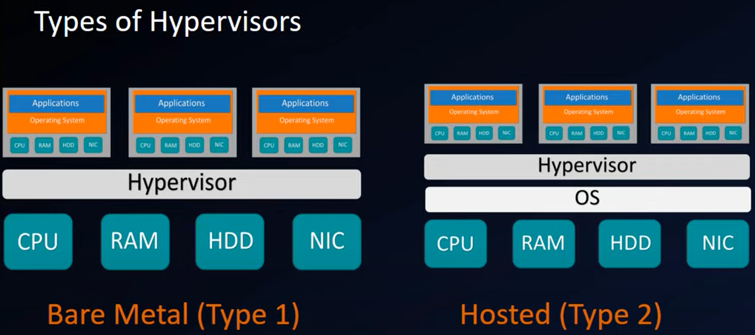 Types of Hypervisors
Applications Applications Applications
Operating System Operating System Operating System
CPU RAM HDD NIC CPU RAM HDD NIC CPU RAM HDD NIC
Hypervisor
CPU RAM HDD NIC
Bare Metal (Type 1)
Applications Applications Applications
Operating System Operating System Operating System
CPU RAM HDD NIC CPU RAM HDD NIC CPU RAM HDD NIC
Hypervisor
OS
CPU RAM HDD NIC
Hosted (Type 2)